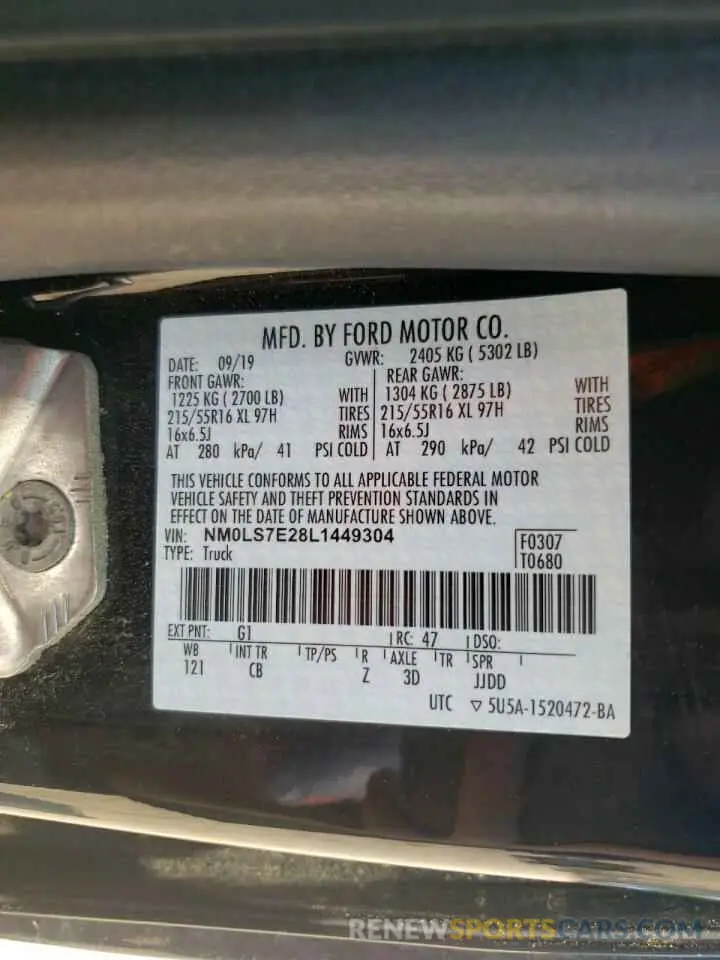 MFD. BY FORD MOTOR CO.
DATE: 09/19 GVWR: 2405 KG ( 5302 LB)
FRONT GAWR: REAR GAWR:
1225 KG ( 2700 LB) WITH 1304 KG ( 2875 LB) WITH
215/55R16 XL 97H TIRES 215/55R16 XL 97H TIRES
16x6.5J RIMS 16x6.5J RIMS
AT 280 kPa/ 41 PSI COLD AT 290 kPa/ 42 PSI COLD
THIS VEHICLE CONFORMS TO ALL APPLICABLE FEDERAL MOTOR
VEHICLE SAFETY AND THEFT PREVENTION STANDARDS IN
EFFECT ON THE DATE OF MANUFACTURE SHOWN ABOVE.
VIN: NM0LS7E28L1449304 F0307
TYPE: Truck T0680
EXT PNT: G1 RC: 47 DSO:
WB INT TR TP/PS R AXLE TR SPR
121 CB Z 3D JJDD
UTC ▽ 5U5A-1520472-BA
RENEWSPORTSCARS.COM